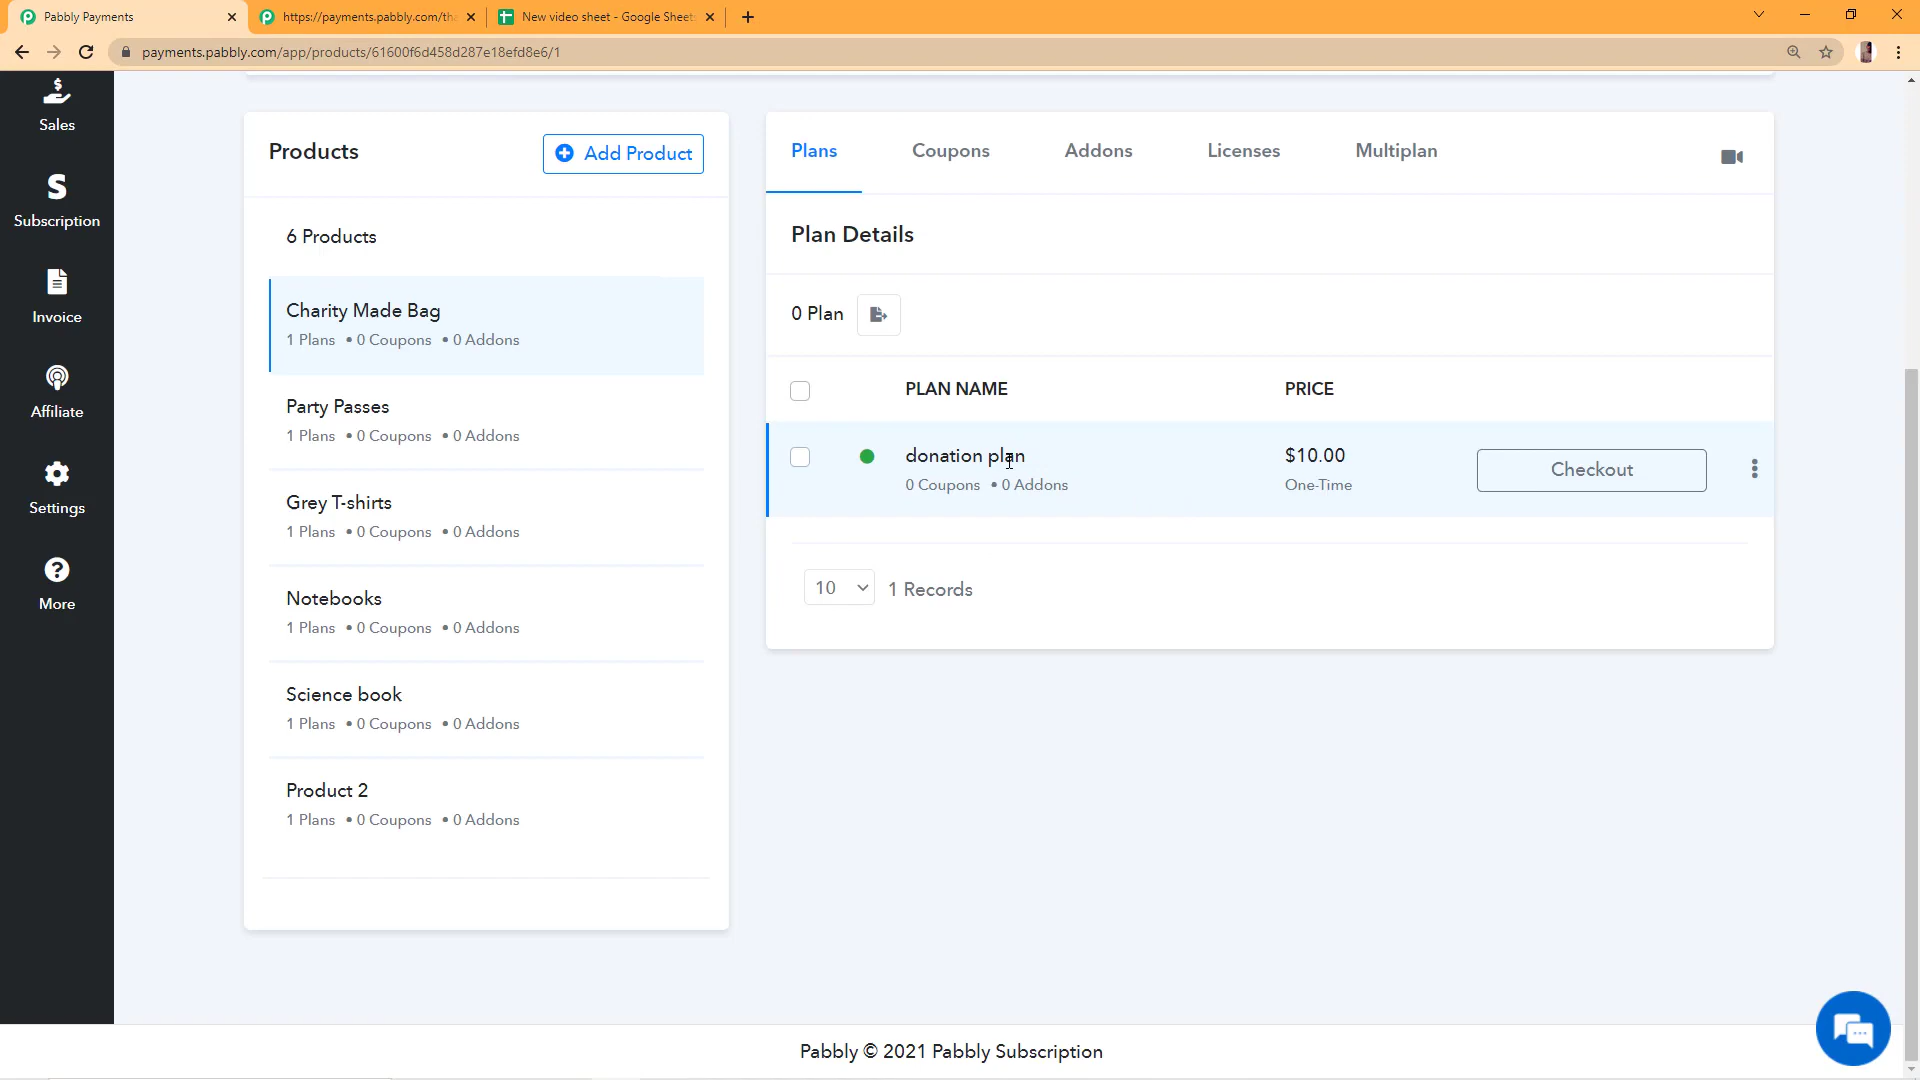 Pabbly Payments
https://payments.pabbly.com/tha
New video sheet - Google Sheets
payments.pabbly.com/app/products/61600f6d458d287e18efd8e6/1
Sales
Subscription
Invoice
Affiliate
Settings
More
Products
Add Product
6 Products
Charity Made Bag
1 Plans • 0 Coupons • 0 Addons
Party Passes
1 Plans • 0 Coupons • 0 Addons
Grey T-shirts
1 Plans • 0 Coupons • 0 Addons
Notebooks
1 Plans • 0 Coupons • 0 Addons
Science book
1 Plans • 0 Coupons • 0 Addons
Product 2
1 Plans • 0 Coupons • 0 Addons
Plans Coupons Addons Licenses Multiplan
Plan Details
0 Plan
PLAN NAME PRICE
donation plan $10.00 Checkout
0 Coupons • 0 Addons One-Time
10 1 Records
Pabbly © 2021 Pabbly Subscription